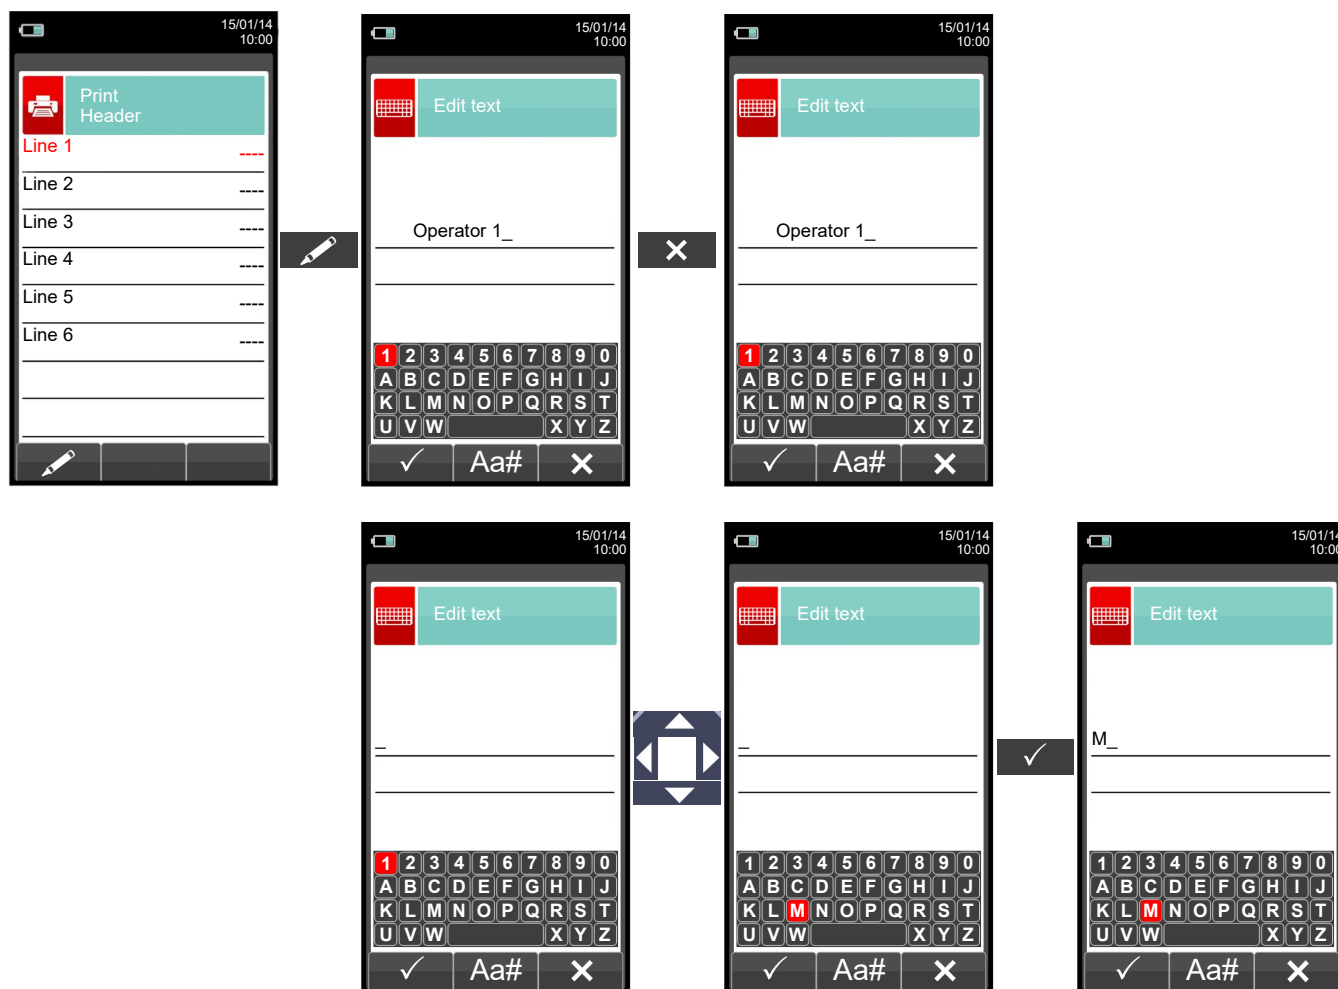 15/01/14
10:00
Print
Header
Line 1 ----
Line 2 ----
Line 3 ----
Line 4 ----
Line 5 ----
Line 6 ----
15/01/14
10:00
Edit text
Operator 1_
1 2 3 4 5 6 7 8 9 0
A B C D E F G H I J
K L M N O P Q R S T
U V W X Y Z
Aa#
15/01/14
10:00
Edit text
Operator 1_
1 2 3 4 5 6 7 8 9 0
A B C D E F G H I J
K L M N O P Q R S T
U V W X Y Z
Aa#
15/01/14
10:00
Edit text
_
1 2 3 4 5 6 7 8 9 0
A B C D E F G H I J
K L M N O P Q R S T
U V W X Y Z
Aa#
15/01/14
10:00
Edit text
_
1 2 3 4 5 6 7 8 9 0
A B C D E F G H I J
K L M N O P Q R S T
U V W X Y Z
Aa#
15/01/14
10:00
Edit text
M_
1 2 3 4 5 6 7 8 9 0
A B C D E F G H I J
K L M N O P Q R S T
U V W X Y Z
Aa#